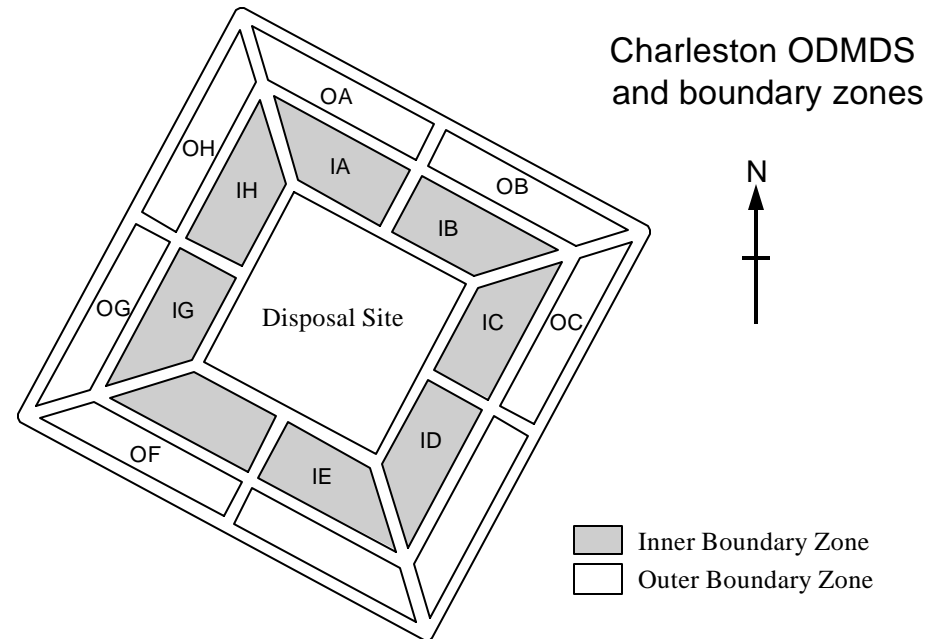 Charleston ODMDS
and boundary zones
N
OA
OB
OH
IA
IH
IB
OG
IG
Disposal Site
IC
OC
ID
OF
IE
Inner Boundary Zone
Outer Boundary Zone